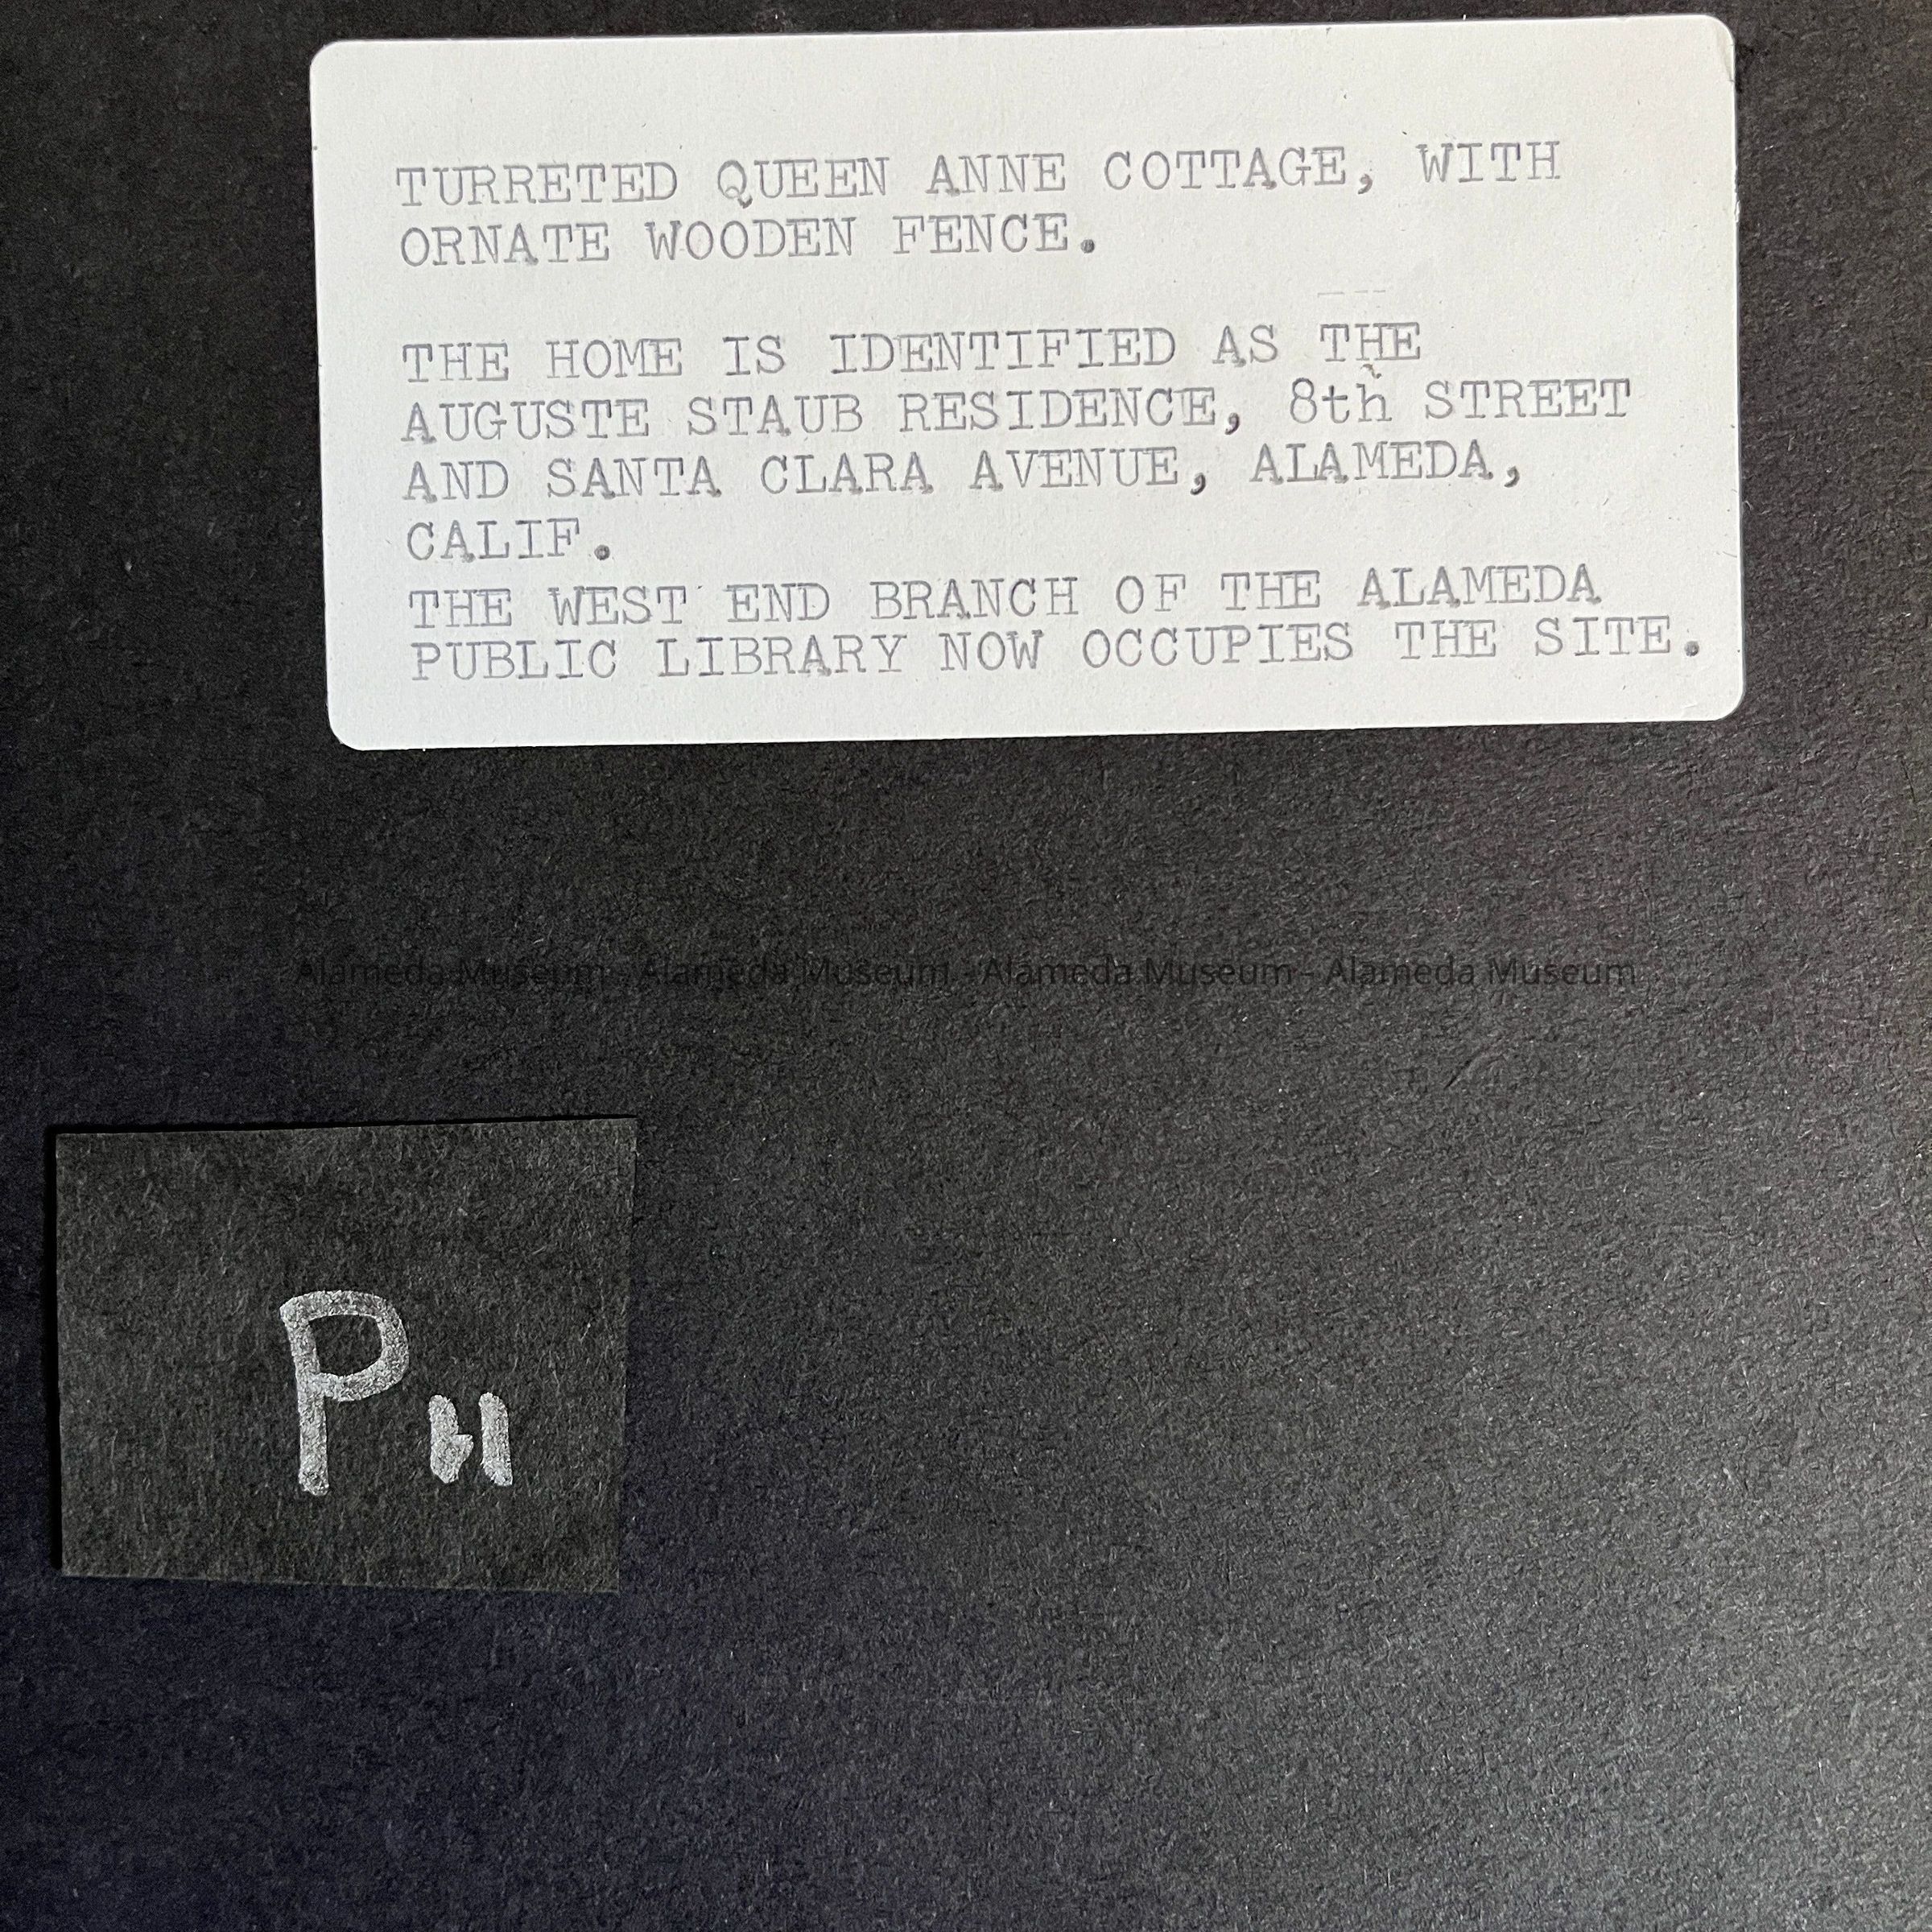 TURRETED QUEEN ANNE COTTAGE, WITH
ORNATE WOODEN FENCE.
THE HOME IS IDENTIFIED AS THE
AUGUSTE STAUB RESIDENCE, 8th STREET
AND SANTA CLARA AVENUE, ALAMEDA,
CALIF.
THE WEST END BRANCH OF THE ALAMEDA
PUBLIC LIBRARY NOW OCCUPIES THE SITE.
Alameda Museum - Alameda Museum - Alameda Museum - Alameda Museum